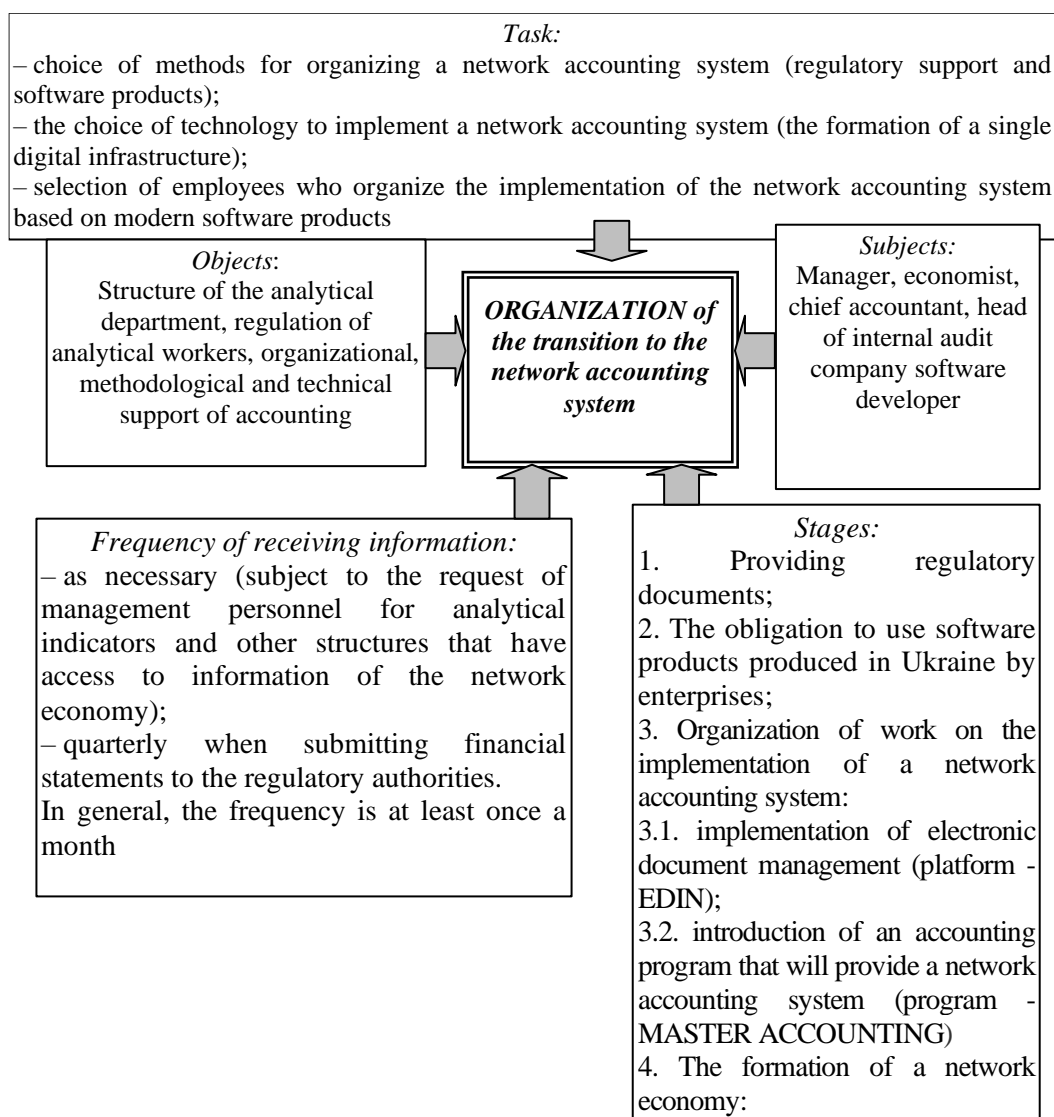 Task:
– choice of methods for organizing a network accounting system (regulatory support and
software products);
– the choice of technology to implement a network accounting system (the formation of a single
digital infrastructure);
– selection of employees who organize the implementation of the network accounting system
based on modern software products
Objects:
Structure of the analytical
department, regulation of
analytical workers, organizational,
methodological and technical
support of accounting
ORGANIZATION of
the transition to the
network accounting
system
Subjects:
Manager, economist,
chief accountant, head
of internal audit
company software
developer
Frequency of receiving information:
– as necessary (subject to the request of
management personnel for analytical
indicators and other structures that have
access to information of the network
economy);
– quarterly when submitting financial
statements to the regulatory authorities.
In general, the frequency is at least once a
month
Stages:
1. Providing regulatory
documents;
2. The obligation to use software
products produced in Ukraine by
enterprises;
3. Organization of work on the
implementation of a network
accounting system:
3.1. implementation of electronic
document management (platform -
EDIN);
3.2. introduction of an accounting
program that will provide a network
accounting system (program -
MASTER ACCOUNTING)
4. The formation of a network
economy: